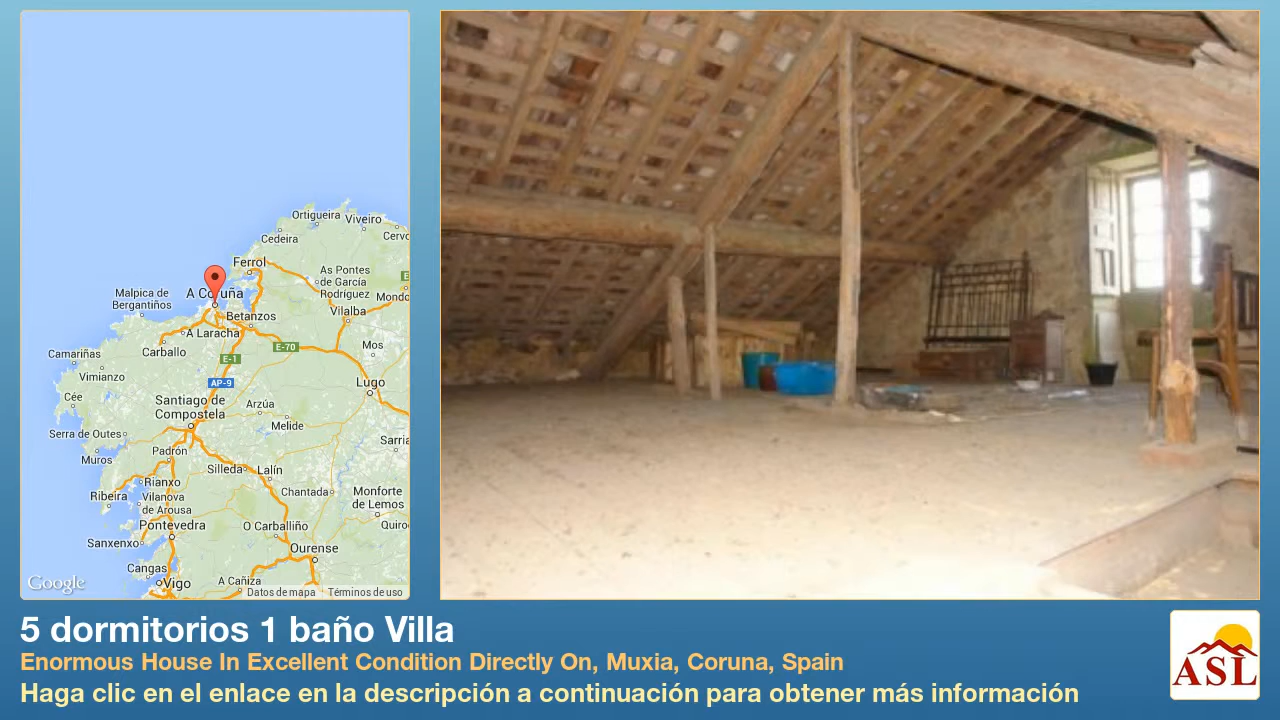 Ortigueira
Viveiro
Cervo
Cedeira
Ferrol
As Pontes
de García
Rodríguez
E
Malpica de
Bergantiños
A Coruña
Mondo
Vilalba
Betanzos
A Laracha
E-70
Carballo
E-1
Mos
Camariñas
Vimianzo
AP-9
Lugo
Cée
Santiago de
Compostela
Arzúa
Melide
Serra de Outes
Sarria
Muros
Padrón
Silleda
Lalín
Rianxo
Chantada
Monforte
de Lemos
Ribeira
Vilanova
de Arousa
Pontevedra
O Carballiño
Quiro
Sanxenxo
Ourense
Cangas
Vigo
A Cañiza
Google
Datos de mapa
Términos de uso
5 dormitorios 1 baño Villa
Enormous House In Excellent Condition Directly On, Muxia, Coruna, Spain
Haga clic en el enlace en la descripción a continuación para obtener más información
ASL